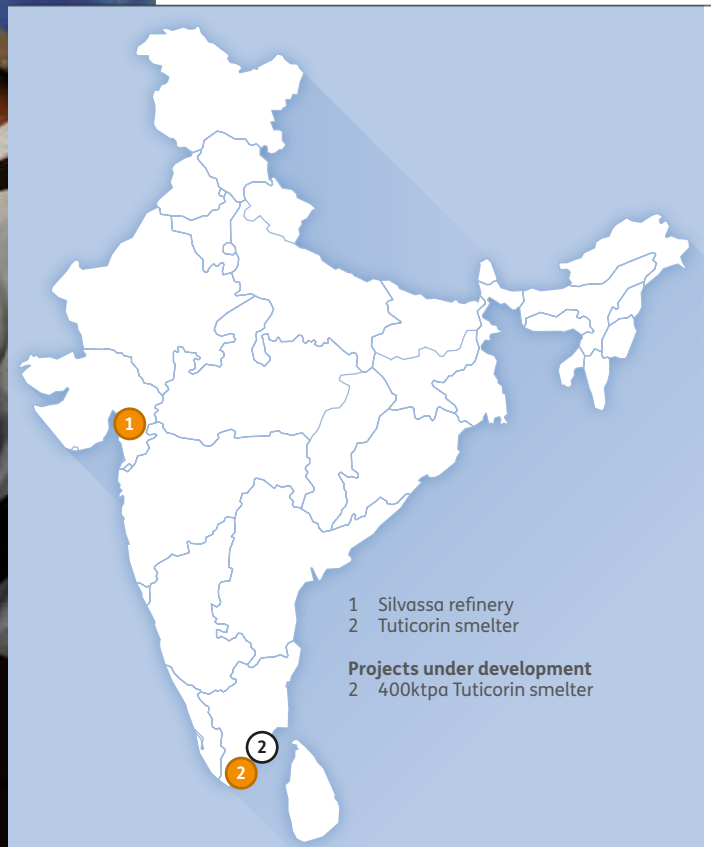 1
2
2
1 Silvassa refinery
2 Tuticorin smelter
Projects under development
2 400ktpa Tuticorin smelter